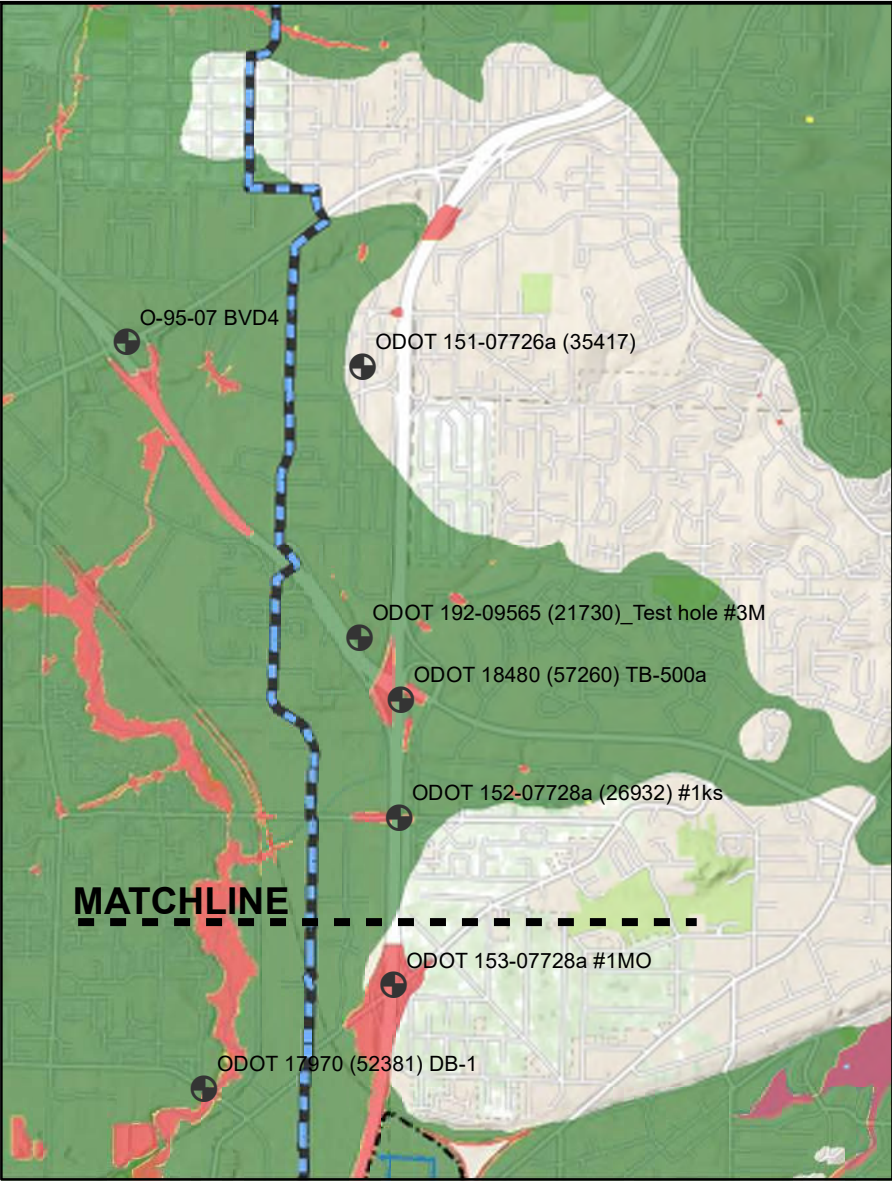 O-95-07 BVD4
ODOT 151-07726a (35417)
ODOT 192-09565 (21730)_Test hole #3M
ODOT 18480 (57260) TB-500a
ODOT 152-07728a (26932) #1ks
MATCHLINE
ODOT 153-07728a #1MO
ODOT 17970 (52381) DB-1